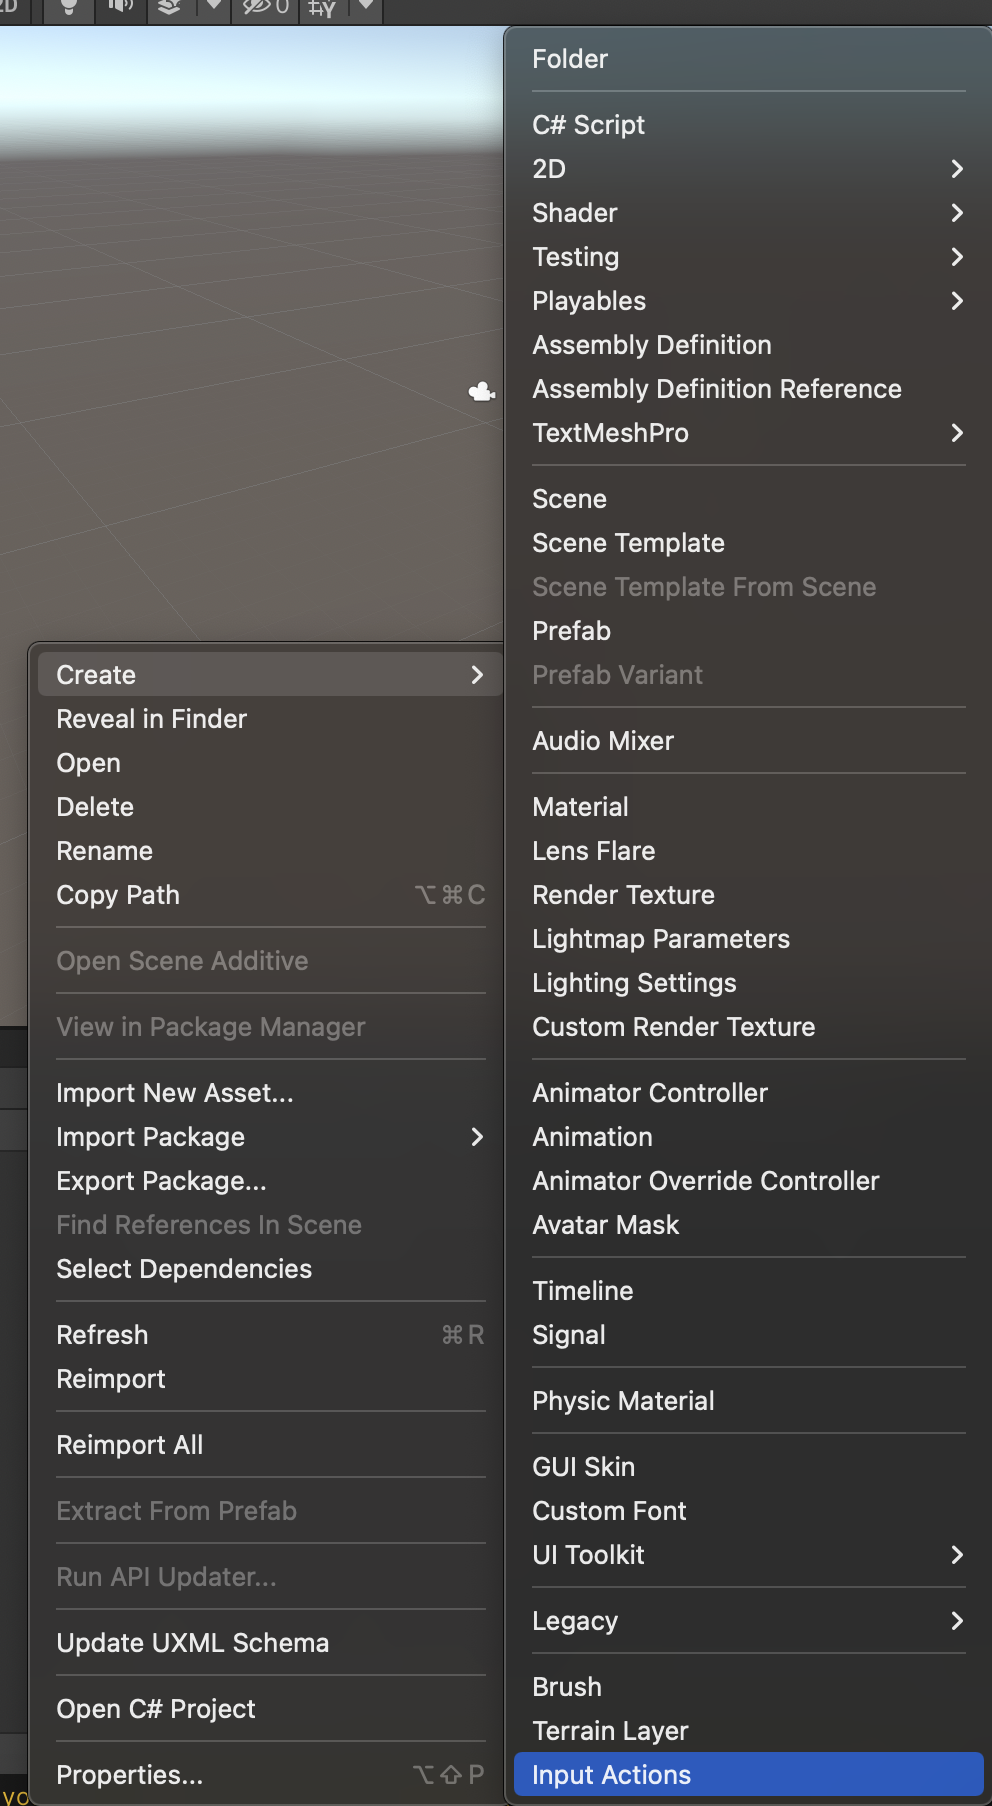 2D
0
Folder
C# Script
2D
Shader
Testing
Playables
Assembly Definition
Assembly Definition Reference
TextMeshPro
Scene
Scene Template
Scene Template From Scene
Prefab
Prefab Variant
Audio Mixer
Material
Lens Flare
Render Texture
Lightmap Parameters
Lighting Settings
Custom Render Texture
Animator Controller
Animation
Animator Override Controller
Avatar Mask
Timeline
Signal
Physic Material
GUI Skin
Custom Font
UI Toolkit
Legacy
Brush
Terrain Layer
Input Actions
Create
Reveal in Finder
Open
Delete
Rename
Copy Path ⌥⌘C
Open Scene Additive
View in Package Manager
Import New Asset...
Import Package
Export Package...
Find References In Scene
Select Dependencies
Refresh ⌘R
Reimport
Reimport All
Extract From Prefab
Run API Updater...
Update UXML Schema
Open C# Project
Properties... ⌥⇧P